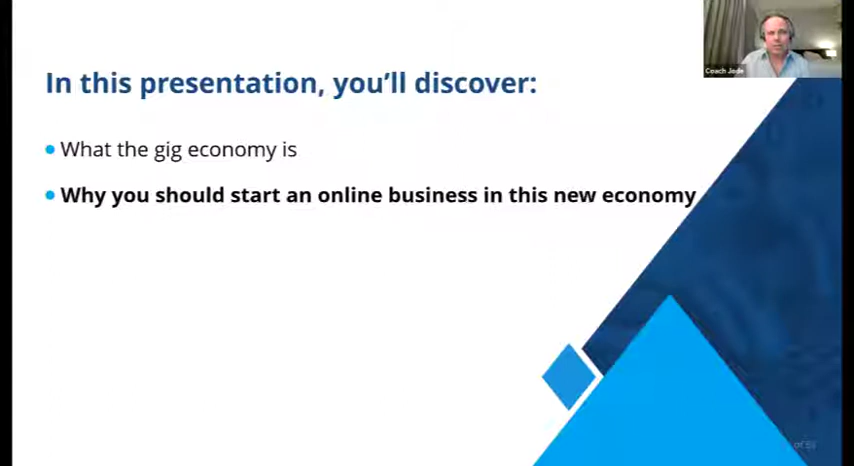 In this presentation, you'll discover:
What the gig economy is
Why you should start an online business in this new economy
Coach Jode